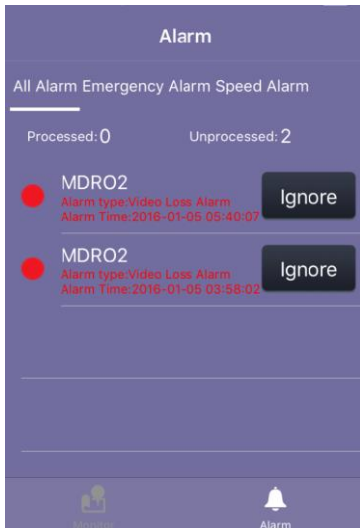 Alarm
All Alarm Emergency Alarm Speed Alarm
Processed:0 Unprocessed:2
MDRO2
Alarm type:Video Loss Alarm
Alarm Time:2016-01-05 05:40:07
Ignore
MDRO2
Alarm type:Video Loss Alarm
Alarm Time:2016-01-05 03:58:02
Ignore
Monitor Alarm